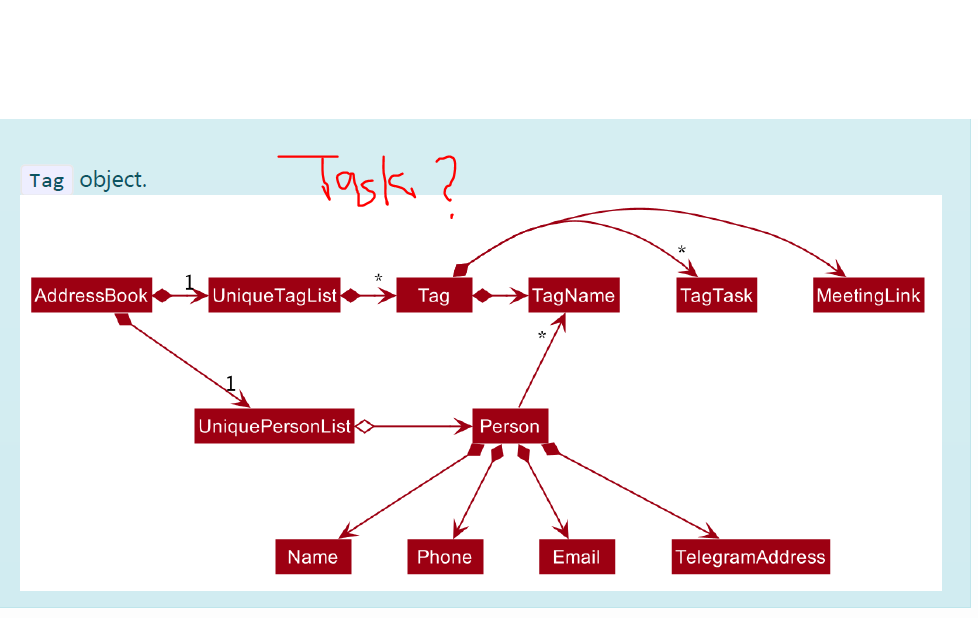 Tag object.
Task?
*
1 *
AddressBook UniqueTagList Tag TagName TagTask MeetingLink
*
1
UniquePersonList Person
Name Phone Email TelegramAddress